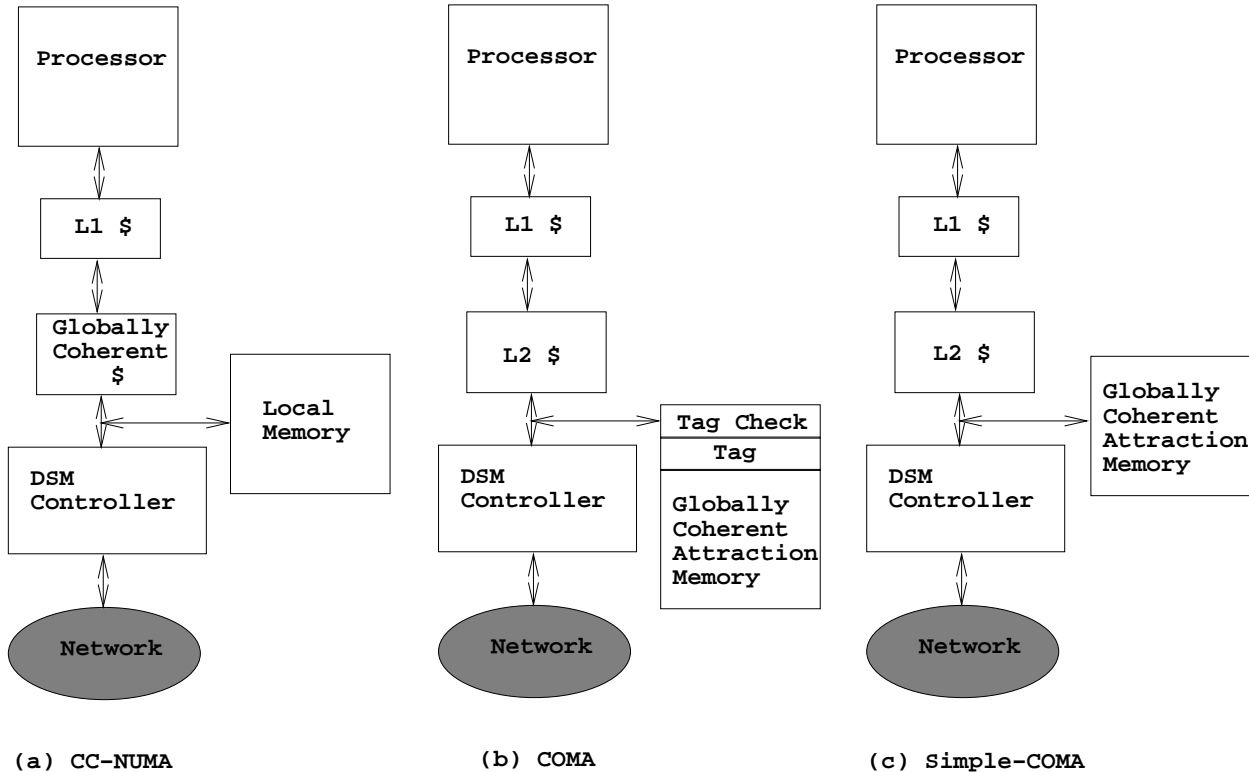 Processor
L1 $
Globally
Coherent
$
Local
Memory
DSM
Controller
Network
(a) CC-NUMA
Processor
L1 $
L2 $
Tag Check
Tag
Globally
Coherent
Attraction
Memory
DSM
Controller
Network
(b) COMA
Processor
L1 $
L2 $
Globally
Coherent
Attraction
Memory
DSM
Controller
Network
(c) Simple-COMA